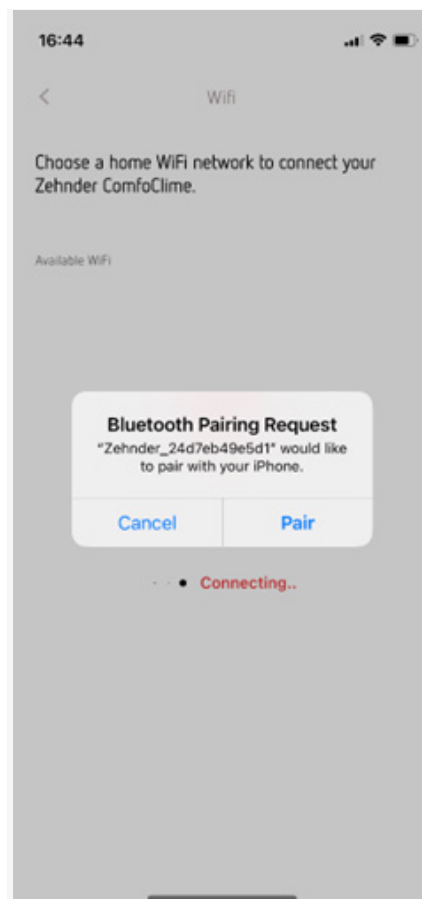 16:44
Wifi
Choose a home WiFi network to connect your
Zehnder ComfoClime.
Available WiFi
Bluetooth Pairing Request
"Zehnder_24d7eb49e5d1" would like
to pair with your iPhone.
Cancel
Pair
Connecting..